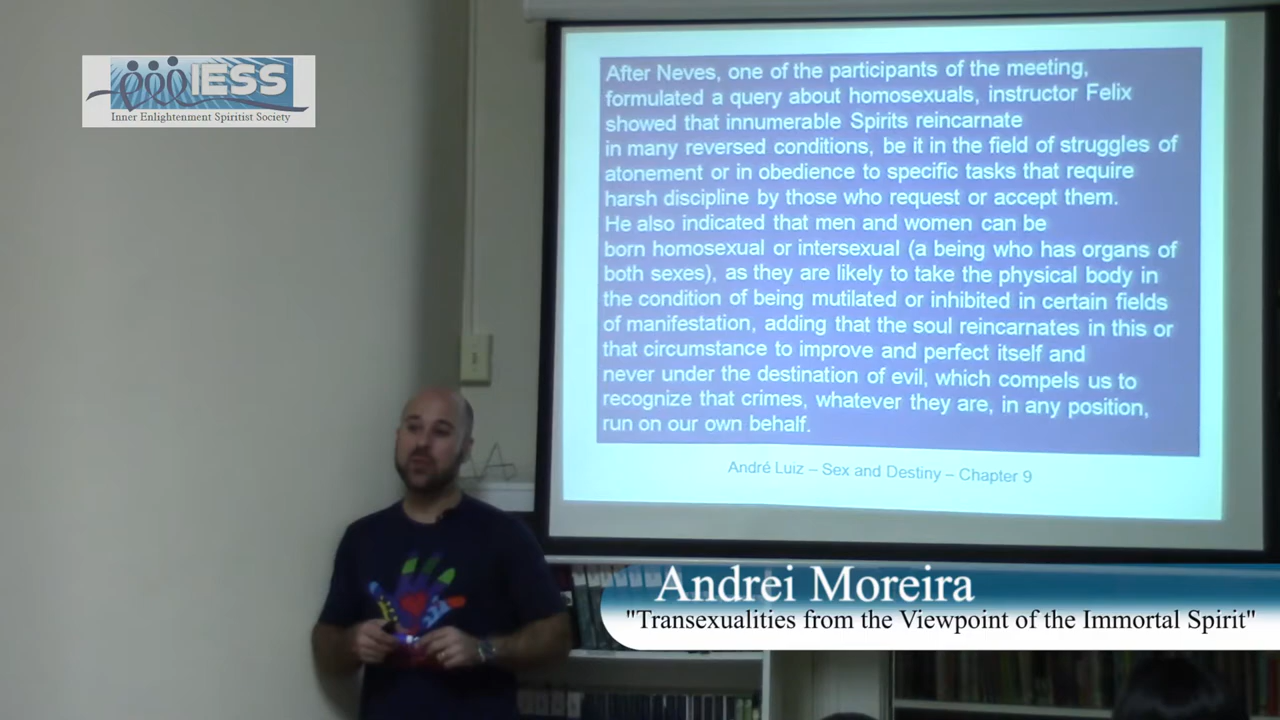 IESS
Inner Enlightenment Spiritist Society
After Neves, one of the participants of the meeting,
formulated a query about homosexuals, instructor Felix
showed that innumerable Spirits reincarnate
in many reversed conditions, be it in the field of struggles of
atonement or in obedience to specific tasks that require
harsh discipline by those who request or accept them.
He also indicated that men and women can be
born homosexual or intersexual (a being who has organs of
both sexes), as they are likely to take the physical body in
the condition of being mutilated or inhibited in certain fields
of manifestation, adding that the soul reincarnates in this or
that circumstance to improve and perfect itself and
never under the destination of evil, which compels us to
recognize that crimes, whatever they are, in any position,
run on our own behalf.
André Luiz – Sex and Destiny – Chapter 9
Andrei Moreira
"Transexualities from the Viewpoint of the Immortal Spirit"